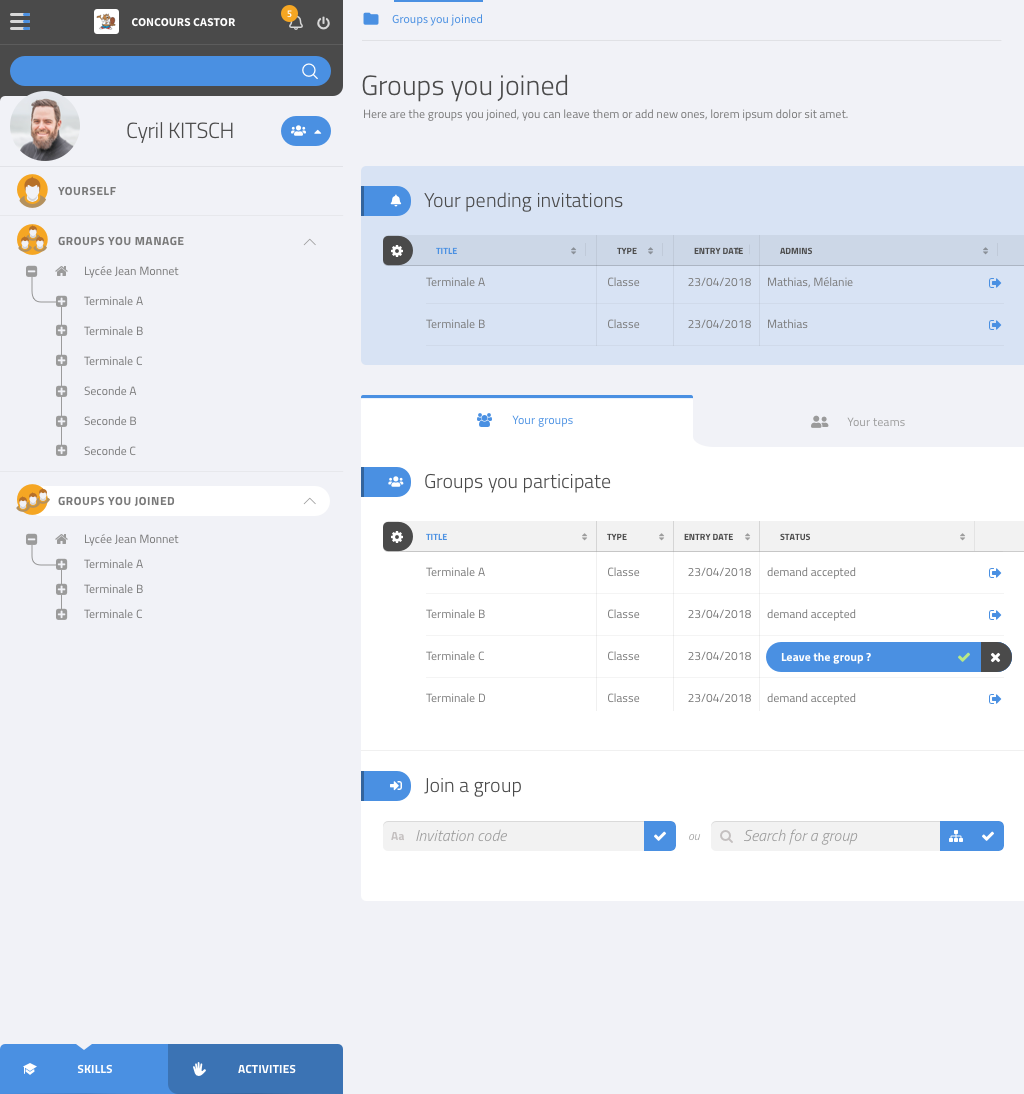 CONCOURS CASTOR
5
Cyril KITSCH
YOURSELF
GROUPS YOU MANAGE
Lycée Jean Monnet
Terminale A
Terminale B
Terminale C
Seconde A
Seconde B
Seconde C
GROUPS YOU JOINED
Lycée Jean Monnet
Terminale A
Terminale B
Terminale C
SKILLS
ACTIVITIES
Groups you joined
Groups you joined
Here are the groups you joined, you can leave them or add new ones, lorem ipsum dolor sit amet.
Your pending invitations
TITLE TYPE ENTRY DATE ADMINS
Terminale A Classe 23/04/2018 Mathias, Mélanie
Terminale B Classe 23/04/2018 Mathias
Your groups Your teams
Groups you participate
TITLE TYPE ENTRY DATE STATUS
Terminale A Classe 23/04/2018 demand accepted
Terminale B Classe 23/04/2018 demand accepted
Terminale C Classe 23/04/2018 Leave the group ?
Terminale D Classe 23/04/2018 demand accepted
Join a group
Aa Invitation code ou Search for a group